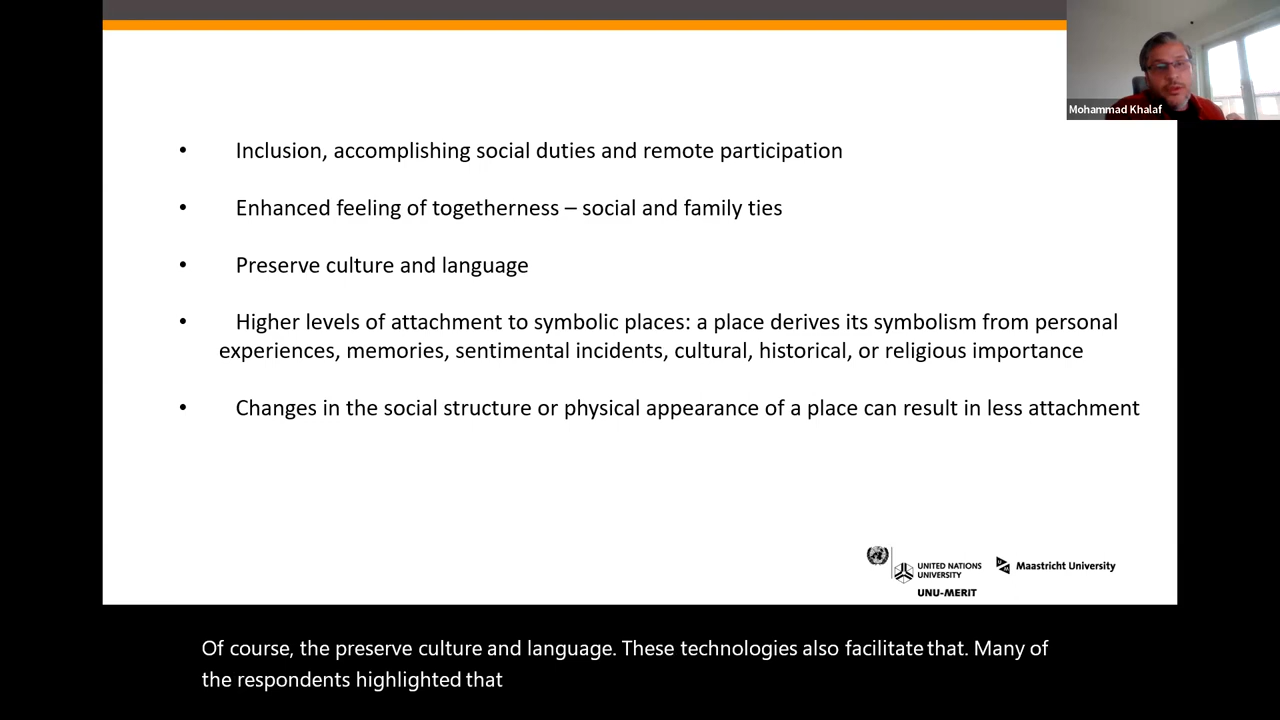 Mohammad Khalaf
• Inclusion, accomplishing social duties and remote participation
• Enhanced feeling of togetherness – social and family ties
• Preserve culture and language
• Higher levels of attachment to symbolic places: a place derives its symbolism from personal
experiences, memories, sentimental incidents, cultural, historical, or religious importance
• Changes in the social structure or physical appearance of a place can result in less attachment
UNITED NATIONS
UNIVERSITY
UNU-MERIT
Maastricht University
Of course, the preserve culture and language. These technologies also facilitate that. Many of
the respondents highlighted that